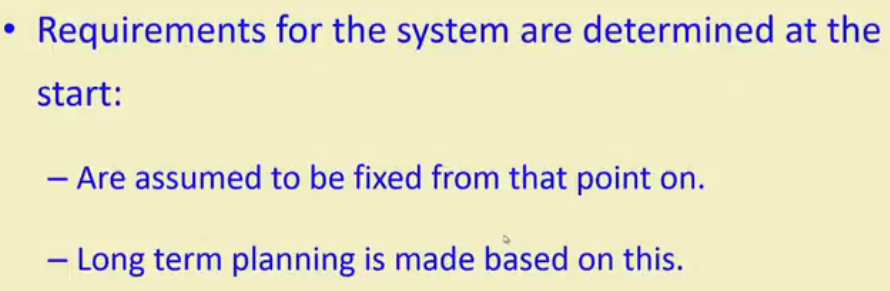 • Requirements for the system are determined at the
start:
– Are assumed to be fixed from that point on.
– Long term planning is made based on this.